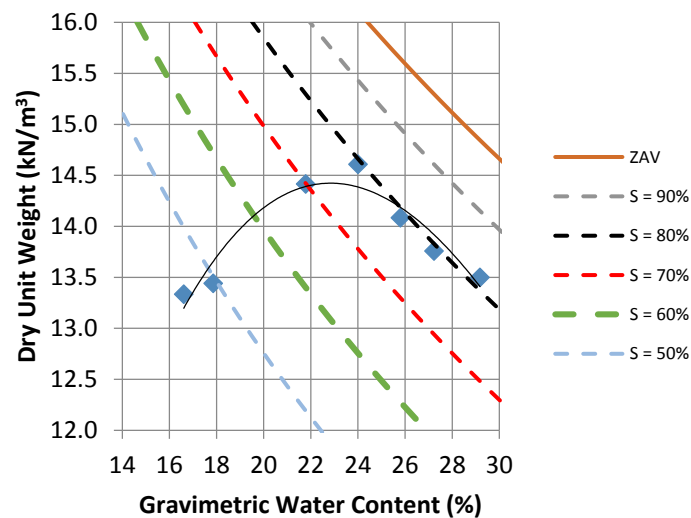 16.0
15.5
15.0
14.5
14.0
13.5
13.0
12.5
12.0
Dry Unit Weight (kN/m³)
14 16 18 20 22 24 26 28 30
Gravimetric Water Content (%)
ZAV
S = 90%
S = 80%
S = 70%
S = 60%
S = 50%